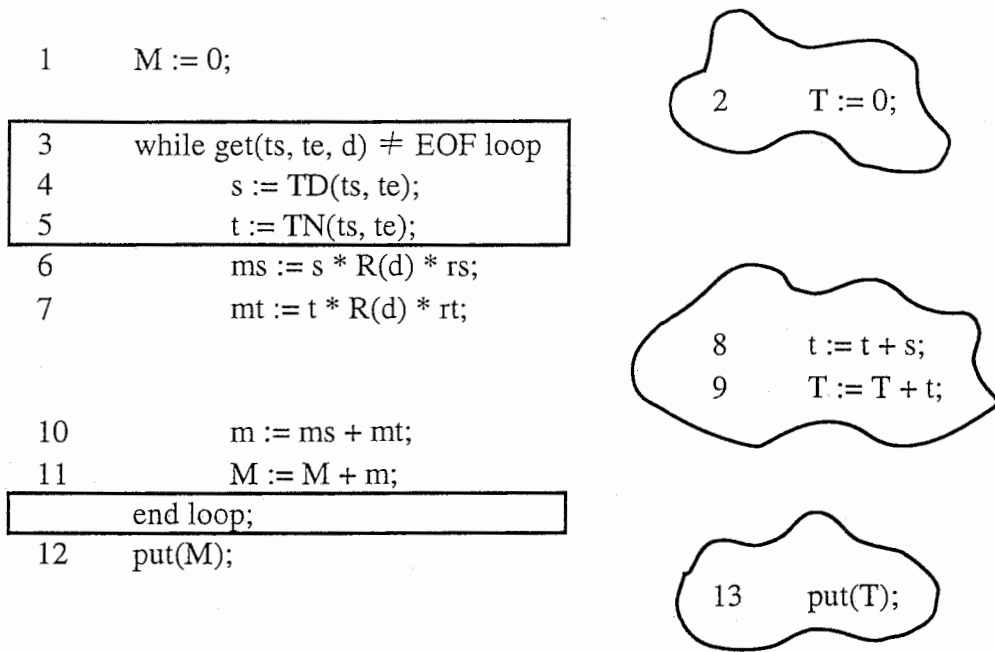 1 M := 0;
2 T := 0;
3 while get(ts, te, d) ≠ EOF loop
4 s := TD(ts, te);
5 t := TN(ts, te);
6 ms := s * R(d) * rs;
7 mt := t * R(d) * rt;
8 t := t + s;
9 T := T + t;
10 m := ms + mt;
11 M := M + m;
end loop;
12 put(M);
13 put(T);